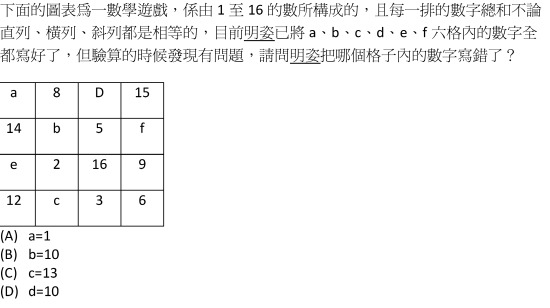 下面的圖表為一數學遊戲，係由 1 至 16 的數所構成的，且每一排的數字總和不論
直列、橫列、斜列都是相等的，目前明姿已將 a、b、c、d、e、f 六格內的數字全
都寫好了，但驗算的時候發現有問題，請問明姿把哪個格子內的數字寫錯了？
a 8 D 15
14 b 5 f
e 2 16 9
12 c 3 6
(A) a=1
(B) b=10
(C) c=13
(D) d=10